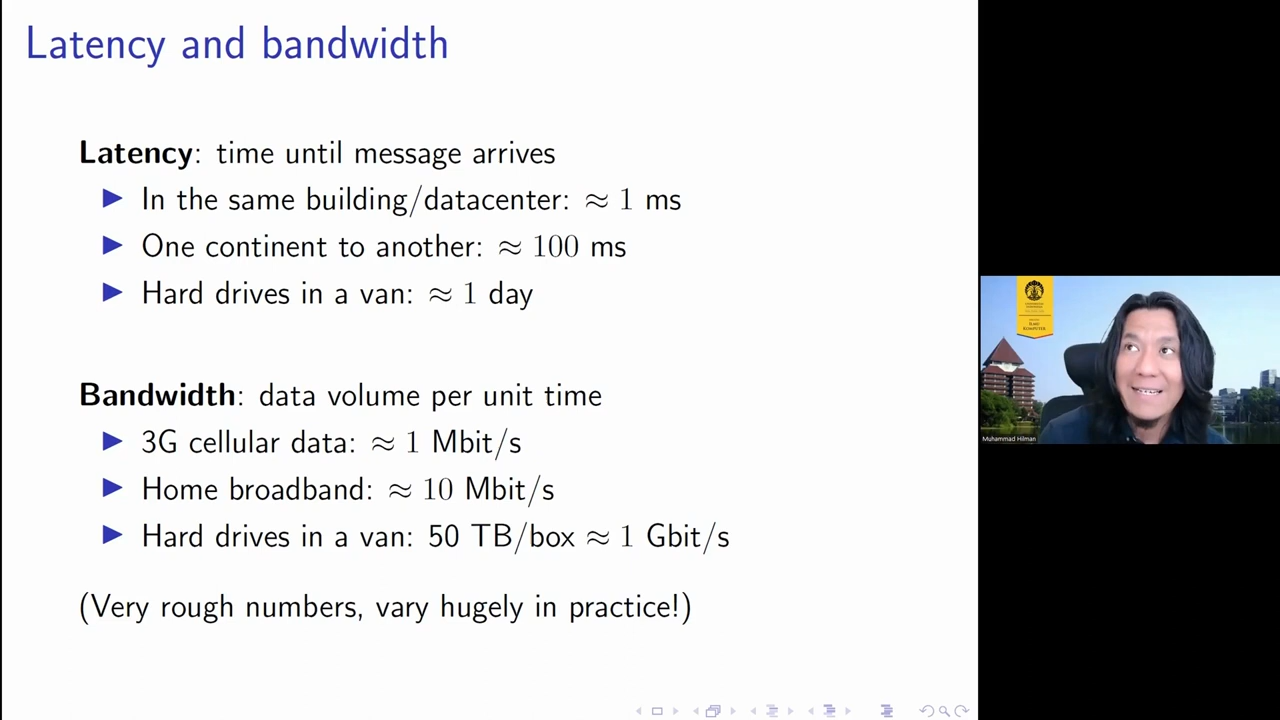 Latency and bandwidth
Latency: time until message arrives
▶ In the same building/datacenter: ≈ 1 ms
▶ One continent to another: ≈ 100 ms
▶ Hard drives in a van: ≈ 1 day
Bandwidth: data volume per unit time
▶ 3G cellular data: ≈ 1 Mbit/s
▶ Home broadband: ≈ 10 Mbit/s
▶ Hard drives in a van: 50 TB/box ≈ 1 Gbit/s
(Very rough numbers, vary hugely in practice!)
ILMU
KOMPUTER
Muhammad Hilman